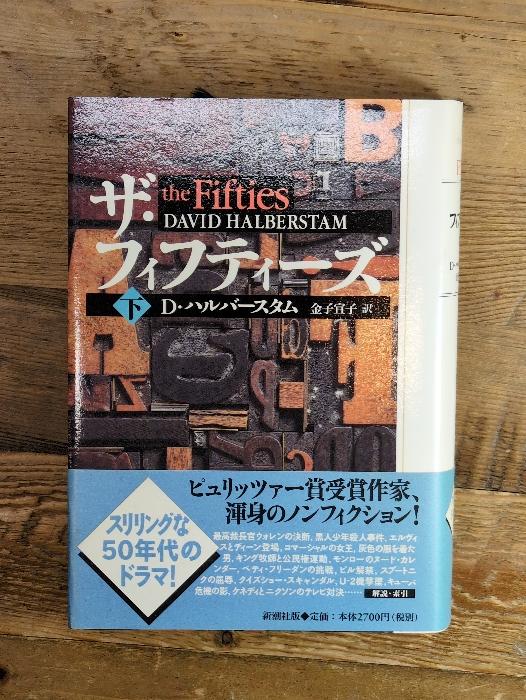 the Fifties
DAVID HALBERSTAM
ザ・
フィフティーズ
下 D・ハルバースタム 金子宣子 訳
ピュリッツァー賞受賞作家、
渾身のノンフィクション!
スリリングな
50年代の
ドラマ!
最高裁長官ウォレンの決断、黒人少年殺人事件、エルヴィ
スとディーン登場、コマーシャルの女王、灰色の服を着た
男、キング牧師と公民権運動、モンローのヌード・カレ
ンダー、ベティ・フリーダンの挑戦、ピル解禁、スプートニ
クの屈辱、クイズショー・スキャンダル、U-2機撃墜、キューバ
危機の影、ケネディとニクソンのテレビ対決…… 解説・索引
新潮社版◆定価:本体2700円(税別)